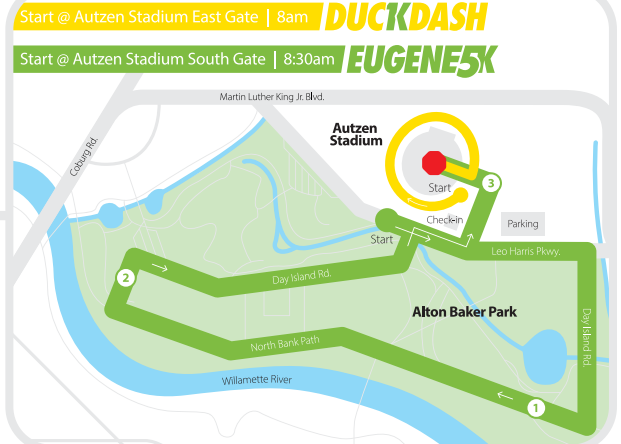 Start @ Autzen Stadium East Gate | 8am DUC1KDASH
Start @ Autzen Stadium South Gate | 8:30am EUGENE5K
Martin Luther King Jr. Blvd.
Coburg Rd.
Autzen
Stadium
Start
3
Check-in
Parking
Start
Leo Harris Pkwy.
2
Day Island Rd.
Alton Baker Park
Day Island Rd.
North Bank Path
Willamette River
1